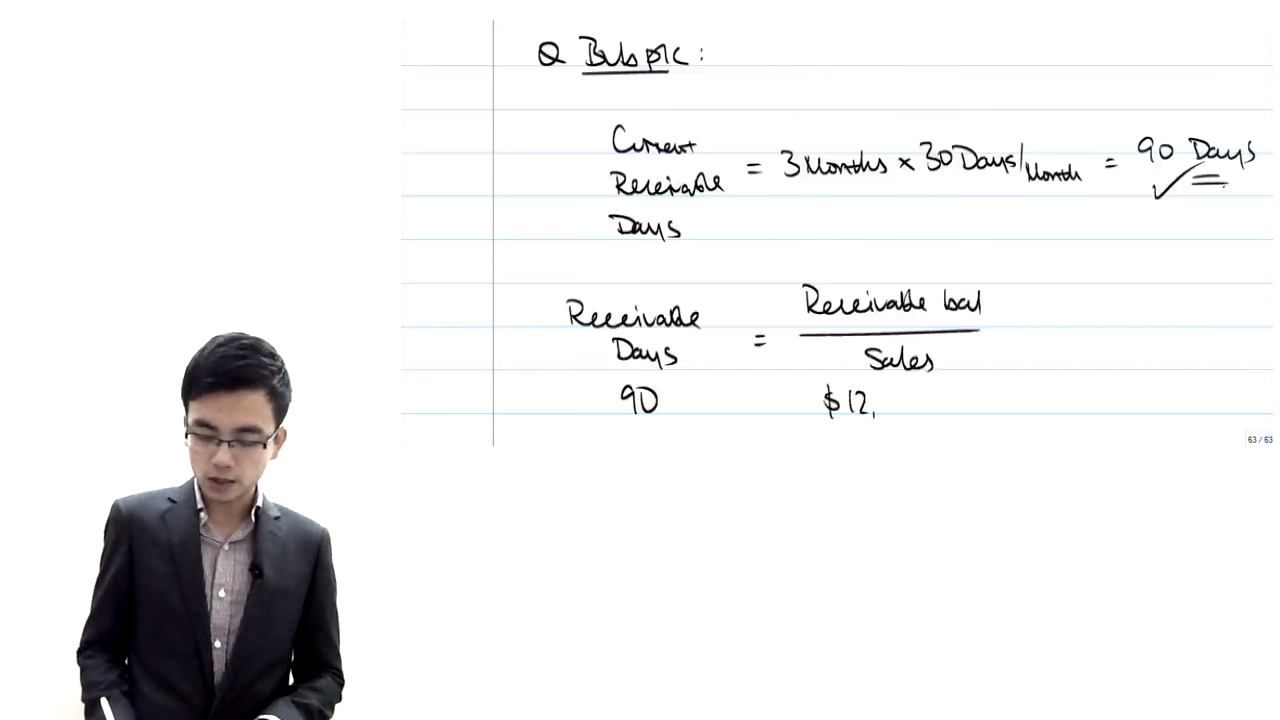 Q Bulb plc:
Current Receivable Days = 3 Months × 30 Days/Month = 90 Days
Receivable Days = Receivable bal
Sales
90 $12,
63 / 63